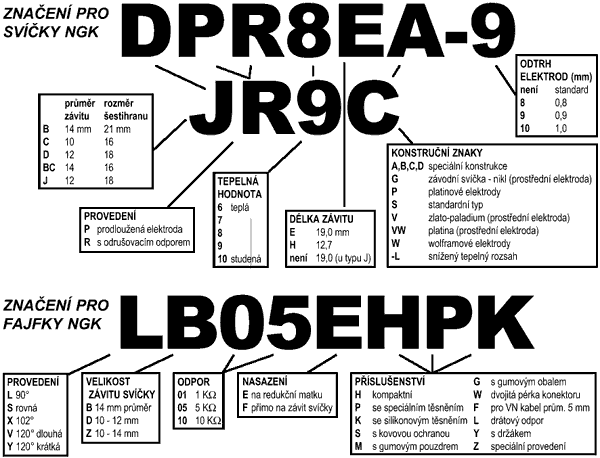 ZNAČENÍ PRO
SVÍČKY NGK
DPR8EA-9
JR9C
průměr rozměr
závitu šestihranu
B 14 mm 21 mm
C 10 16
D 12 18
BC 14 16
J 12 18
PROVEDENÍ
P prodloužená elektroda
R s odrušovacím odporem
TEPELNÁ
HODNOTA
6 teplá
7
8
9
10 studená
DÉLKA ZÁVITU
E 19,0 mm
H 12,7
není 19,0 (u typu J)
ODTRH
ELEKTROD (mm)
není standard
8 0,8
9 0,9
10 1,0
KONSTRUKČNÍ ZNAKY
A,B,C,D speciální konstrukce
G závodní svíčka - nikl (prostřední elektroda)
P platinové elektrody
S standardní typ
V zlato-paladium (prostřední elektroda)
VW platina (prostřední elektroda)
W wolframové elektrody
-L snížený tepelný rozsah
ZNAČENÍ PRO
FAJFKY NGK
LB05EHPK
PROVEDENÍ
L 90°
S rovná
X 102°
V 120° dlouhá
Y 120° krátká
VELIKOST
ZÁVITU SVÍČKY
B 14 mm průměr
D 10 - 12 mm
Z 10 - 14 mm
ODPOR
01 1 KΩ
05 5 KΩ
10 10 KΩ
NASAZENÍ
E na redukční matku
F přímo na závit svíčky
PŘÍSLUŠENSTVÍ
H kompaktní
P se speciálním těsněním
K se silikonovým těsněním
S s kovovou ochranou
M s gumovým pouzdrem
G s gumovým obalem
W dvojitá pérka konektoru
F pro VN kabel prům. 5 mm
L drátový odpor
Y s držákem
Z speciální provedení